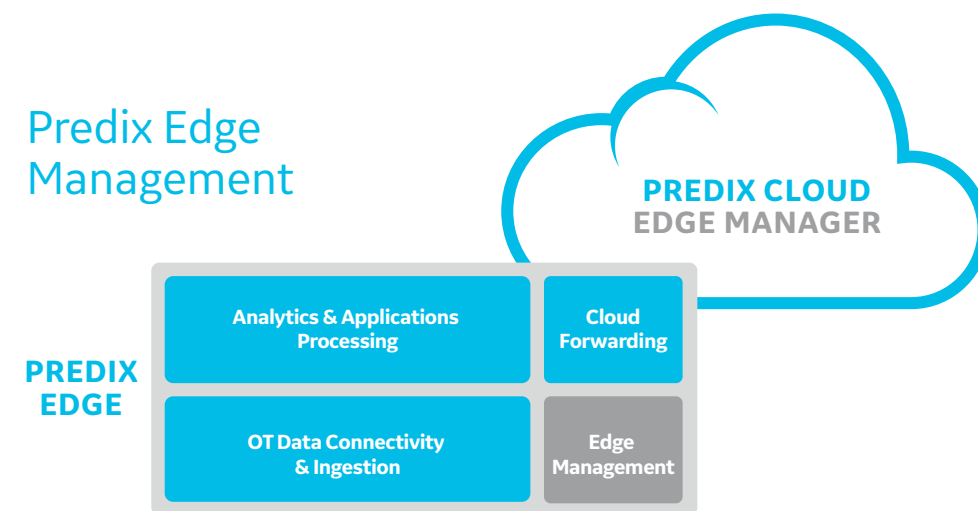 Predix Edge
Management
PREDIX CLOUD
EDGE MANAGER
PREDIX
EDGE
Analytics & Applications
Processing
Cloud
Forwarding
OT Data Connectivity
& Ingestion
Edge
Management